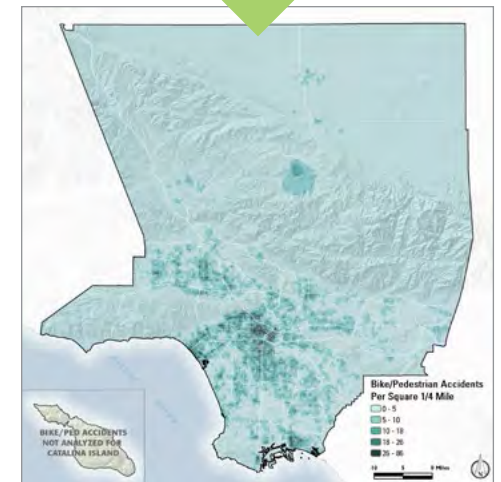 Bike/Pedestrian Accidents
Per Square 1/4 Mile
0 - 5
5 - 10
10 - 18
18 - 26
26 - 86
BIKE/PED ACCIDENTS
NOT ANALYZED FOR
CATALINA ISLAND